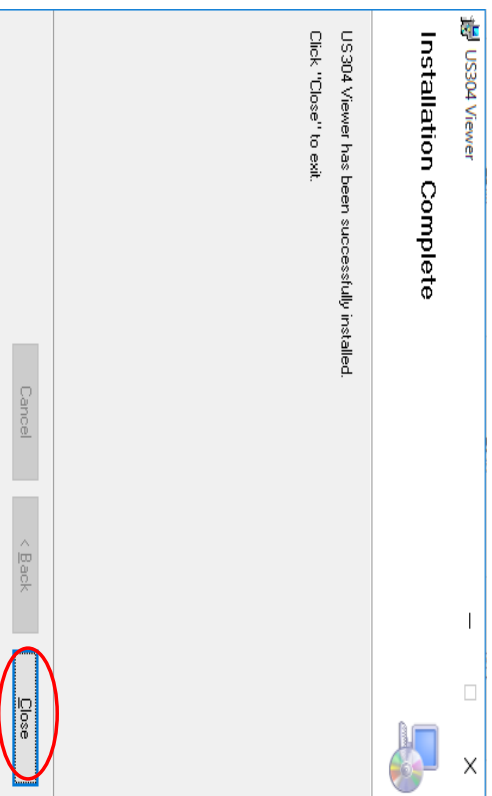 US304 Viewer
Installation Complete
US304 Viewer has been successfully installed.
Click "Close" to exit.
Cancel
< Back
Close